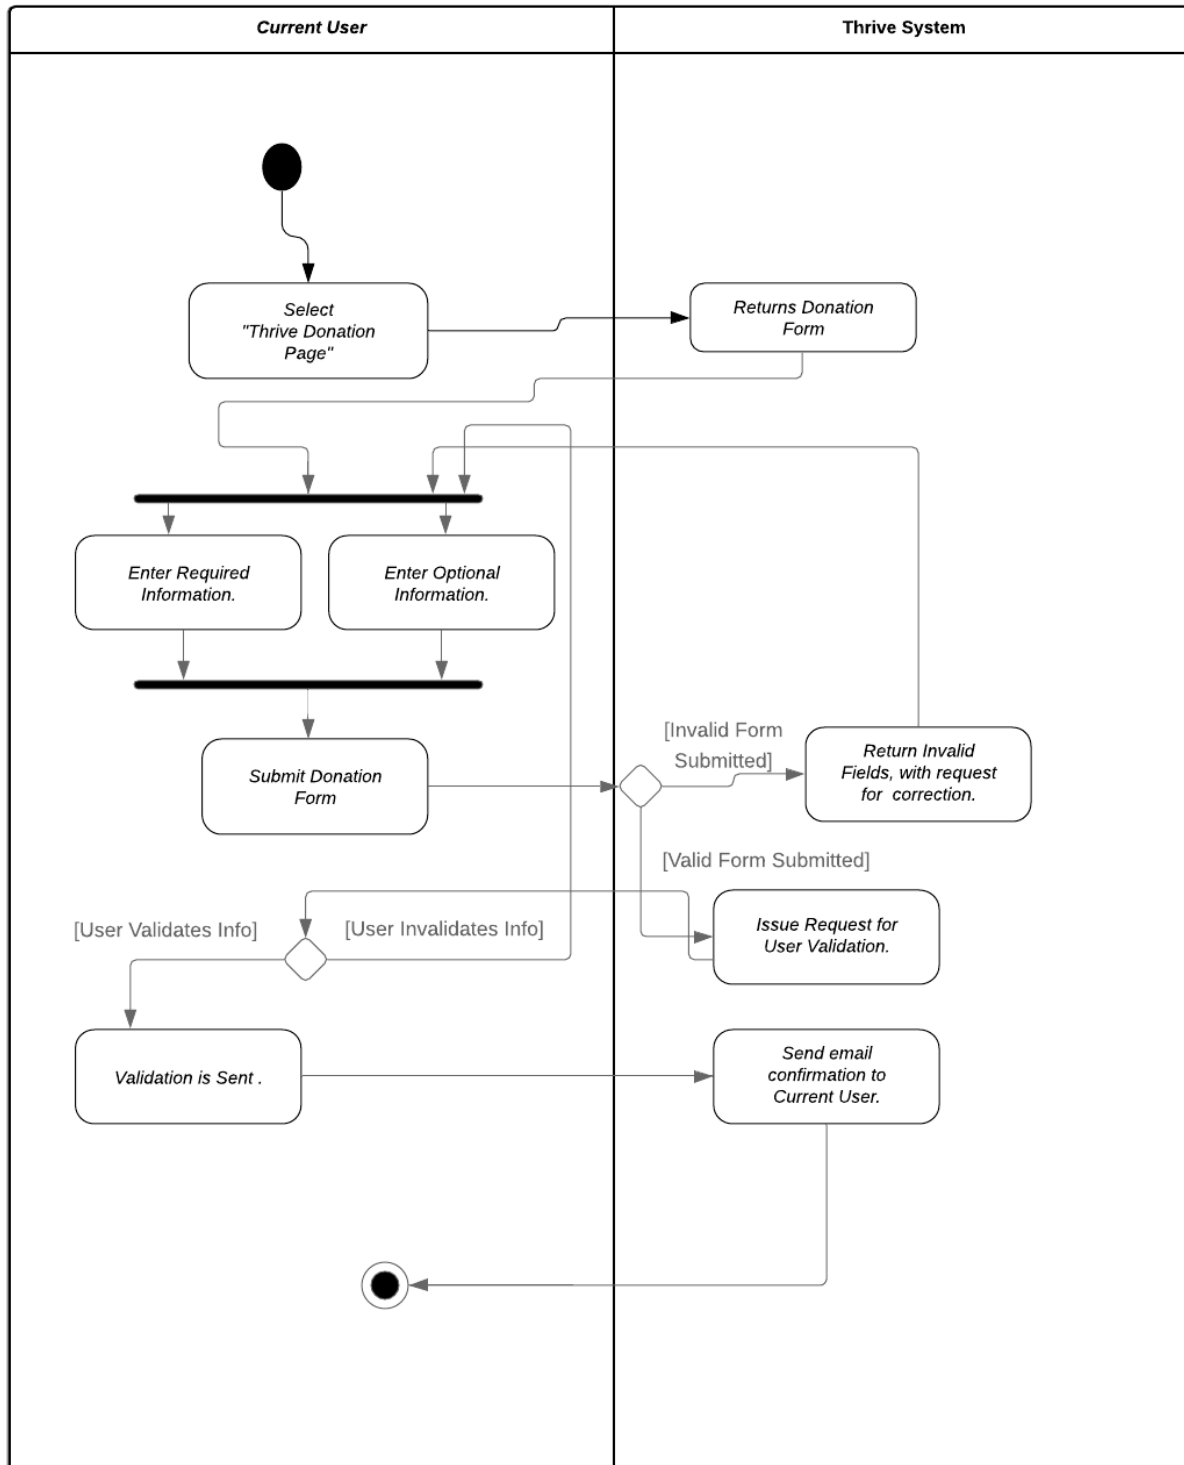 Current User
Thrive System
Select
"Thrive Donation
Page"
Returns Donation
Form
Enter Required
Information.
Enter Optional
Information.
Submit Donation
Form
[Invalid Form
Submitted]
Return Invalid
Fields, with request
for correction.
[Valid Form Submitted]
[User Validates Info]
[User Invalidates Info]
Issue Request for
User Validation.
Validation is Sent .
Send email
confirmation to
Current User.